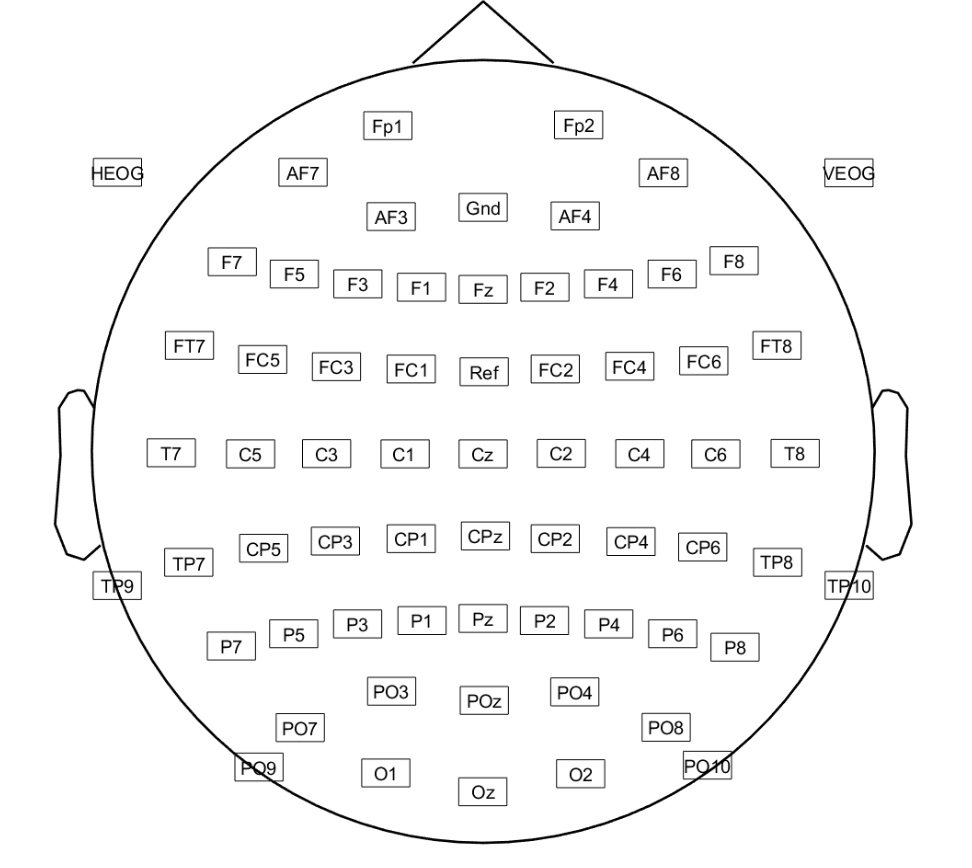 Fp1 Fp2
HEOG AF7 AF8 VEOG
AF3 Gnd AF4
F7 F5 F3 F1 Fz F2 F4 F6 F8
FT7 FC5 FC3 FC1 Ref FC2 FC4 FC6 FT8
T7 C5 C3 C1 Cz C2 C4 C6 T8
TP7 CP5 CP3 CP1 CPz CP2 CP4 CP6 TP8
TP9 TP10
P7 P5 P3 P1 Pz P2 P4 P6 P8
PO3 POz PO4
PO7 PO8
PO9 O1 Oz O2 PO10